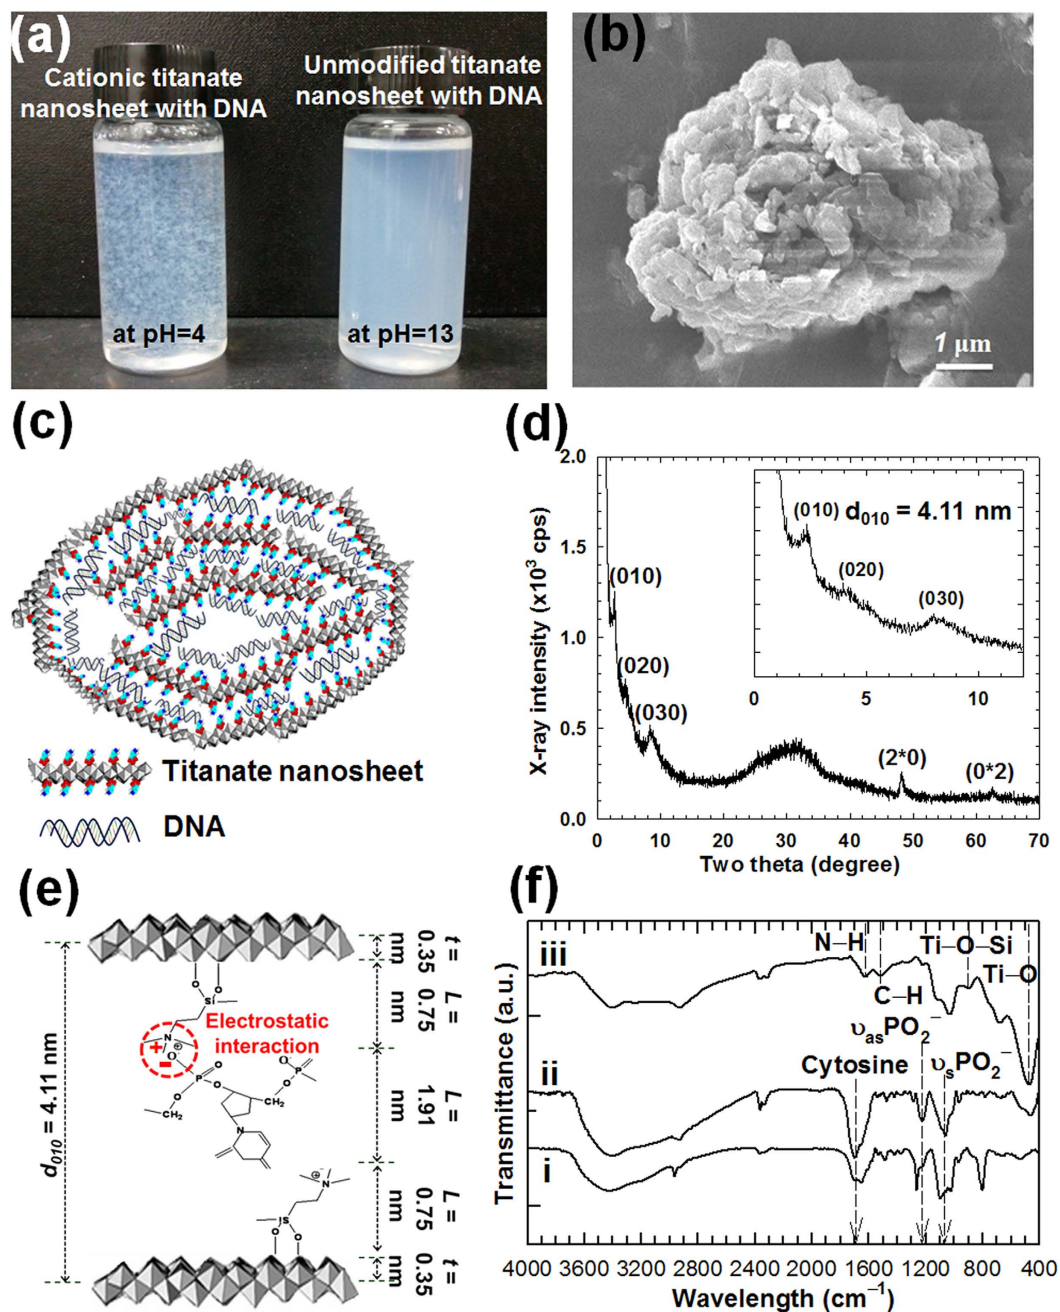 (a)
Cationic titanate
nanosheet with DNA
Unmodified titanate
nanosheet with DNA
at pH=4
at pH=13
(b)
1 μm
(c)
Titanate nanosheet
DNA
(d)
X-ray intensity (x10³ cps)
2.0
1.5
1.0
0.5
0.0
(010)
(020)
(030)
(2*0)
(0*2)
0 10 20 30 40 50 60 70
Two theta (degree)
(010) d₀₁₀ = 4.11 nm
(020)
(030)
0 5 10
(e)
d₀₁₀ = 4.11 nm
t =
0.35
nm
L =
0.75
nm
L =
1.91
nm
L =
0.75
nm
t =
0.35
nm
Si
N
Electrostatic
interaction
+
−
O
O
P
O
O
CH₂
O
O
P
O
CH₂
N
N
Si
O
O
(f)
Transmittance (a.u.)
iii
ii
i
N–H
C–H
Ti–O–Si
Ti–O
υasPO₂⁻
Cytosine
υsPO₂⁻
4000 3600 2800 2200 1600 1200 800 400
Wavelength (cm⁻¹)